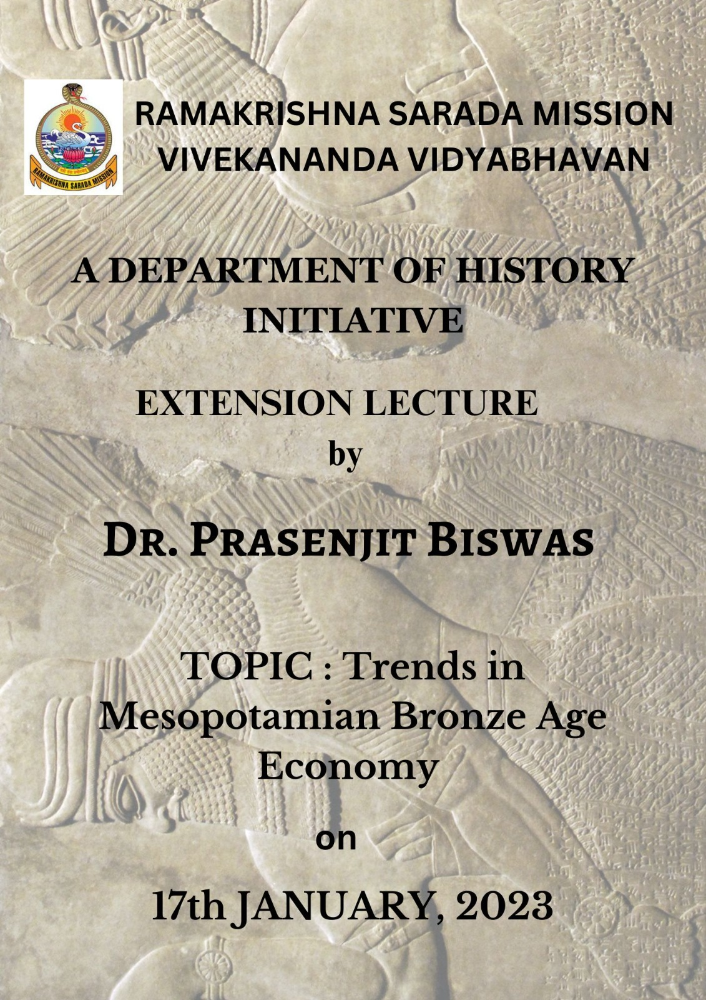 RAMAKRISHNA SARADA MISSION
VIVEKANANDA VIDYABHAVAN
RAMAKRISHNA SARADA MISSION
A DEPARTMENT OF HISTORY
INITIATIVE
EXTENSION LECTURE
by
DR. PRASENJIT BISWAS
TOPIC : Trends in
Mesopotamian Bronze Age
Economy
on
17th JANUARY, 2023